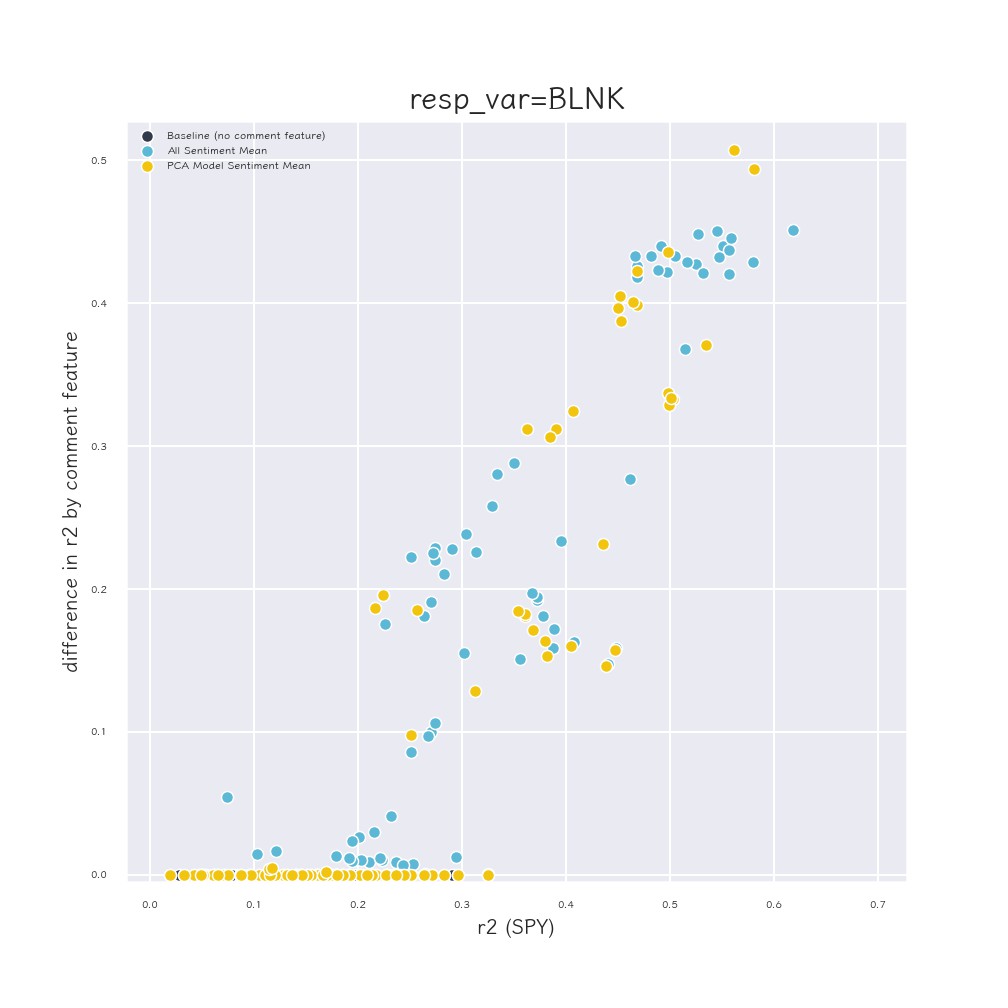 resp_var=BLNK
Baseline (no comment feature)
All Sentiment Mean
PCA Model Sentiment Mean
difference in r2 by comment feature
0.5
0.4
0.3
0.2
0.1
0.0
0.0 0.1 0.2 0.3 0.4 0.5 0.6 0.7
r2 (SPY)